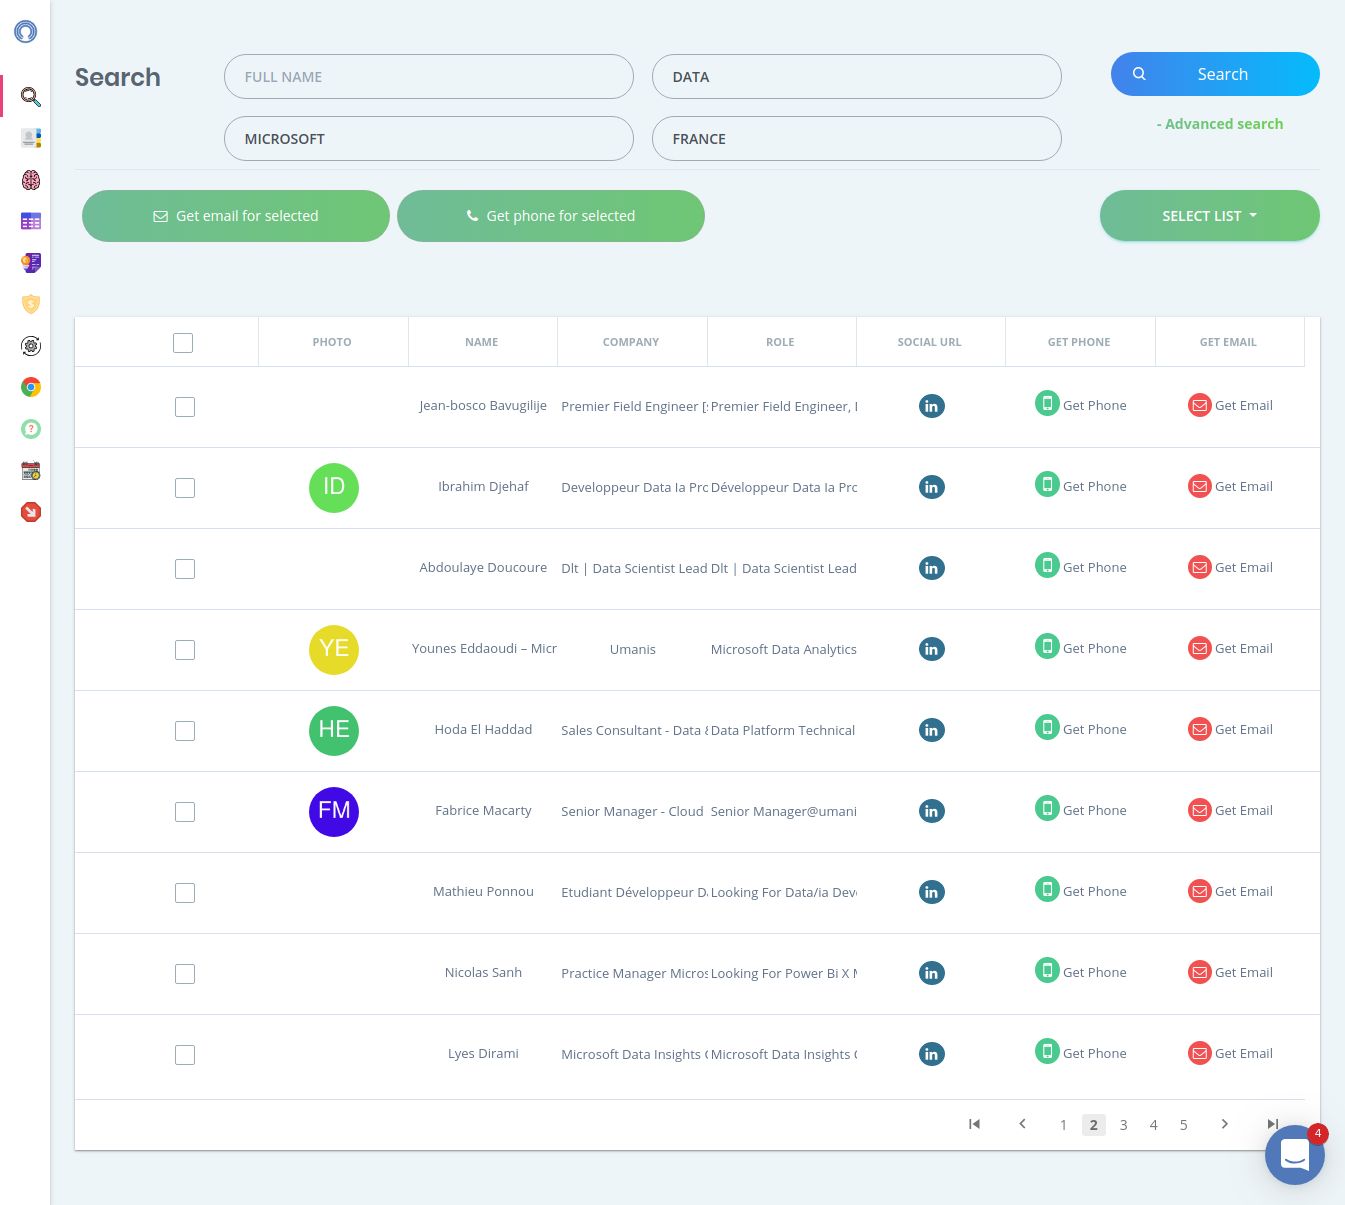 Search
FULL NAME
DATA
Search
- Advanced search
MICROSOFT
FRANCE
Get email for selected
Get phone for selected
SELECT LIST
PHOTO NAME COMPANY ROLE SOCIAL URL GET PHONE GET EMAIL
Jean-bosco Bavugilije Premier Field Engineer [ Premier Field Engineer, in Get Phone Get Email
ID Ibrahim Djehaf Developpeur Data Ia Prc Développeur Data Ia Prc in Get Phone Get Email
Abdoulaye Doucoure Dlt | Data Scientist Lead Dlt | Data Scientist Lead in Get Phone Get Email
YE Younes Eddaoudi – Micr Umanis Microsoft Data Analytics in Get Phone Get Email
HE Hoda El Haddad Sales Consultant - Data Data Platform Technical in Get Phone Get Email
FM Fabrice Macarty Senior Manager - Cloud Senior Manager@umani in Get Phone Get Email
Mathieu Ponnou Etudiant Développeur D Looking For Data/ia Dev in Get Phone Get Email
Nicolas Sanh Practice Manager Micros Looking For Power Bi X in Get Phone Get Email
Lyes Dirami Microsoft Data Insights Microsoft Data Insights in Get Phone Get Email
1 2 3 4 5
4